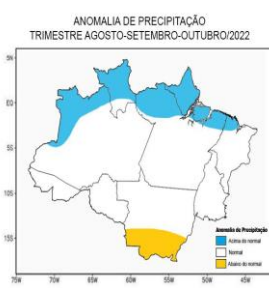 ANOMALIA DE PRECIPITAÇÃO
TRIMESTRE AGOSTO-SETEMBRO-OUTUBRO/2022
5N
EQ
5S
10S
15S
75W 70W 65W 60W 55W 50W 45W
Anomalia de Precipitação
Acima do normal
Normal
Abaixo do normal